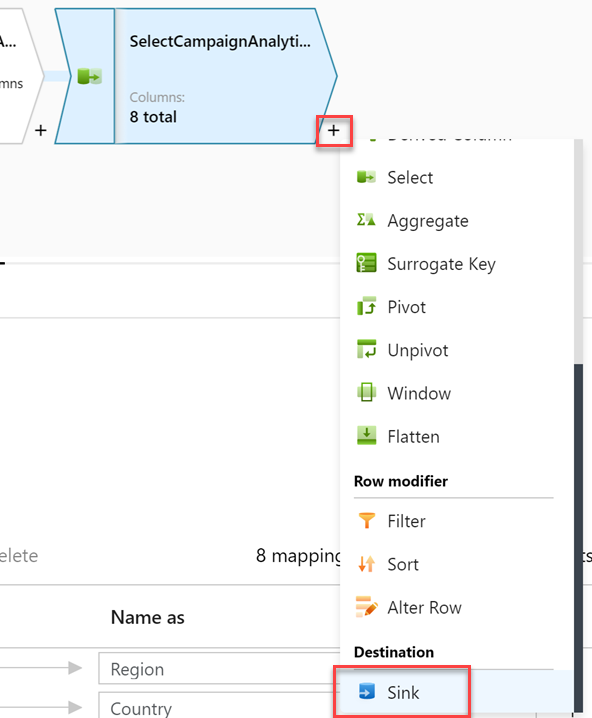 A...
mns
+
SelectCampaignAnalyti...
Columns:
8 total
+
Derived Column
Select
Aggregate
Surrogate Key
Pivot
Unpivot
Window
Flatten
Row modifier
Filter
Sort
Alter Row
Destination
Sink
elete
8 mapping
ts
Name as
Region
Country